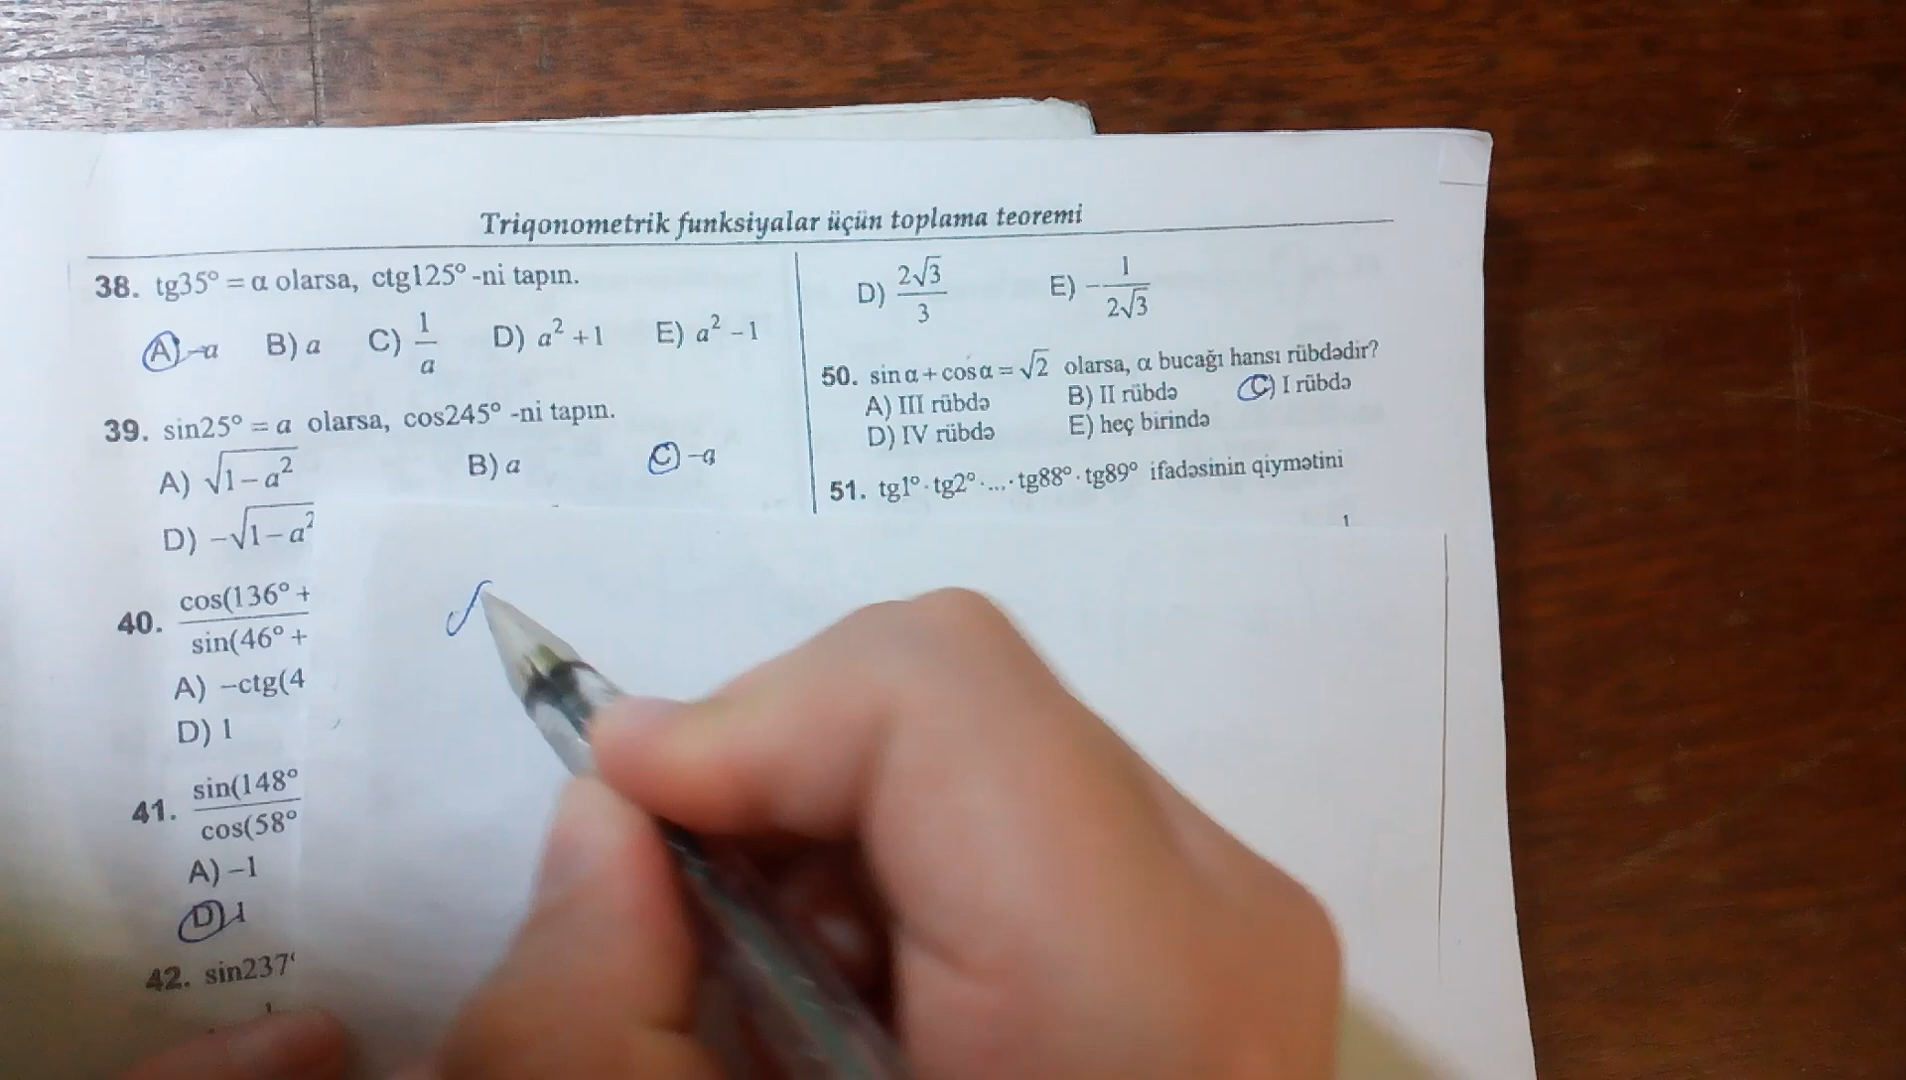 Triqonometrik funksiyalar üçün toplama teoremi
38. tg35° = α olarsa, ctg125° -ni tapın.
A) –a B) a C) 1/a D) a² +1 E) a² –1
39. sin25° = a olarsa, cos245° -ni tapın.
A) √(1–a²) B) a C) –a
D) –√(1–a²
40. cos(136° +
sin(46° +
A) –ctg(4
D) 1
41. sin(148°
cos(58°
A) –1
D) 1
42. sin237°
D) 2√3/3 E) –1/(2√3)
50. sin α + cos α = √2 olarsa, α bucağı hansı rübdədir?
A) III rübdə B) II rübdə C) I rübdə
D) IV rübdə E) heç birində
51. tg1° · tg2° · ... · tg88° · tg89° ifadəsinin qiymətini
1